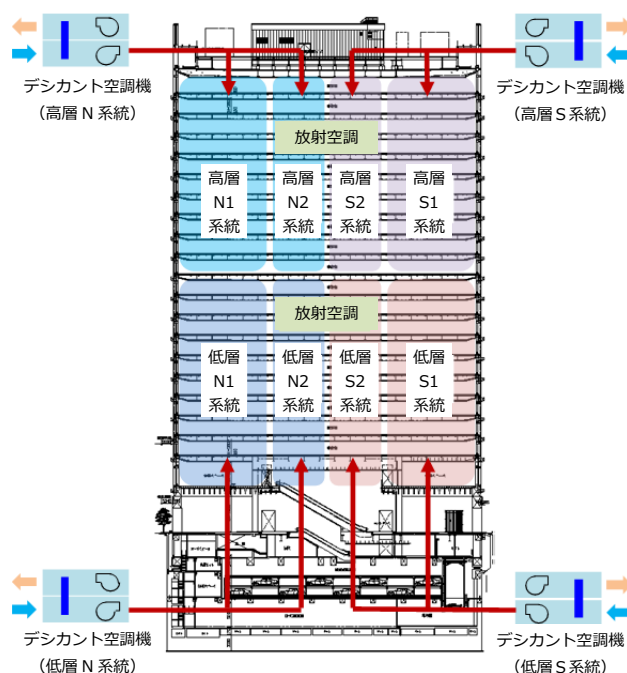 デシカント空調機
（高層Ｎ系統）
デシカント空調機
（高層Ｓ系統）
放射空調
高層
N1
系統
高層
N2
系統
高層
S2
系統
高層
S1
系統
放射空調
低層
N1
系統
低層
N2
系統
低層
S2
系統
低層
S1
系統
デシカント空調機
（低層Ｎ系統）
デシカント空調機
（低層Ｓ系統）